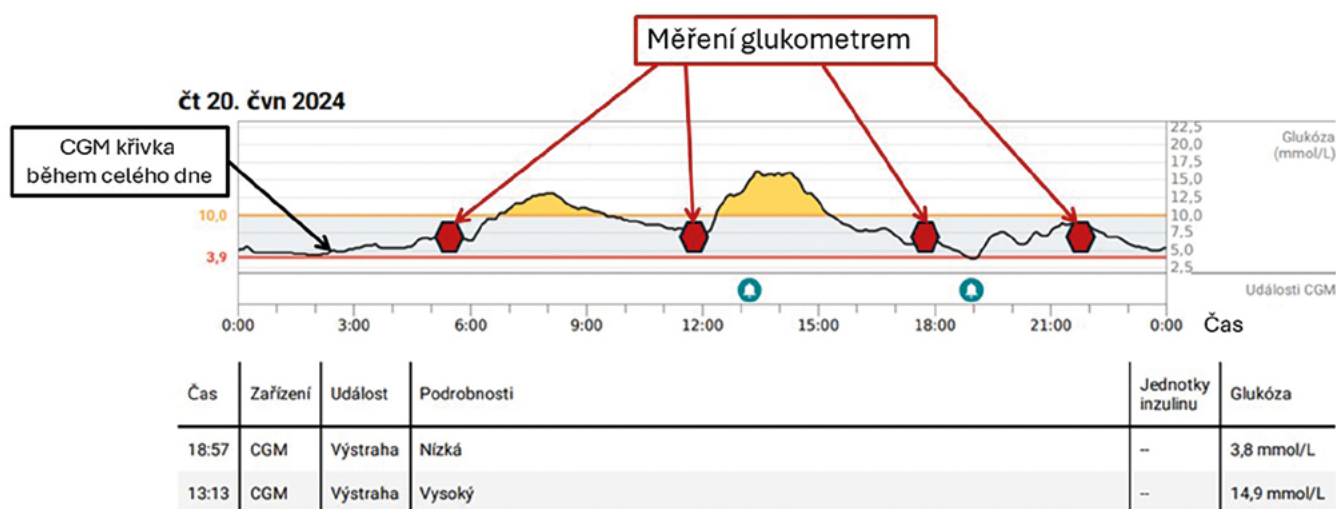 Měření glukometrem
čt 20. čvn 2024
CGM křivka
během celého dne
22,5
20,0
17,5
15,0
12,5
10,0
7,5
5,0
2,5
Glukóza
(mmol/L)
10,0
3,9
Události CGM
0:00 3:00 6:00 9:00 12:00 15:00 18:00 21:00 0:00 Čas
Čas Zařízení Událost Podrobnosti Jednotky inzulinu Glukóza
18:57 CGM Výstraha Nízká -- 3,8 mmol/L
13:13 CGM Výstraha Vysoký -- 14,9 mmol/L